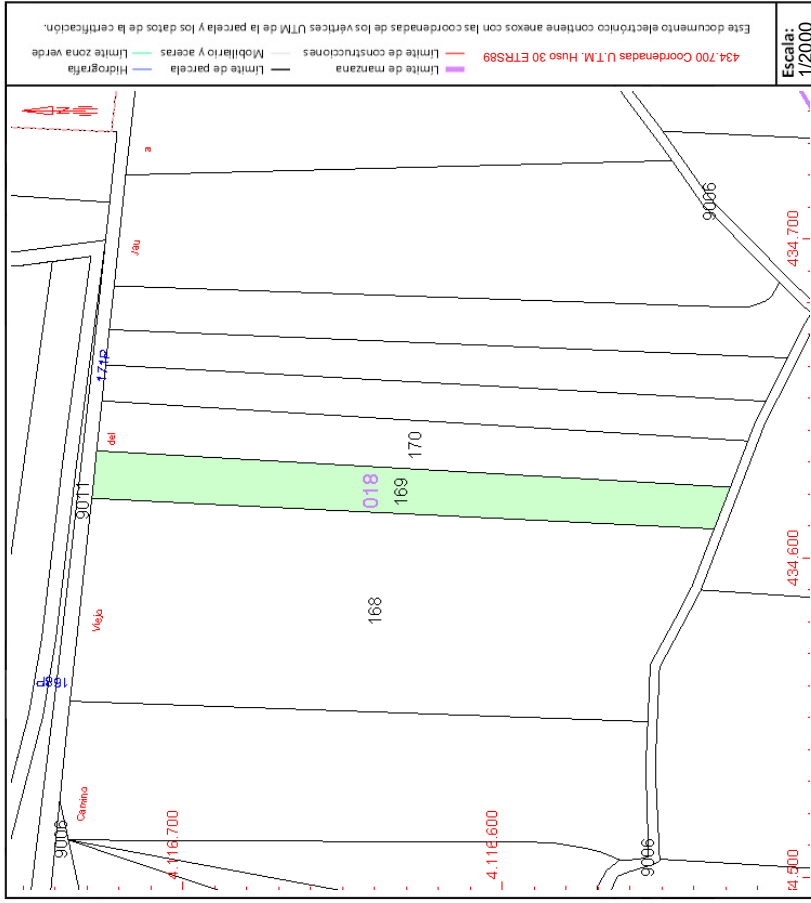 Este documento electrónico contiene anexos con las coordenadas de los vértices UTM de la parcela y los datos de la certificación.
434.700 Coordenadas U.T.M. Huso 30 ETRS89
Límite de manzana
Límite de construcciones
Límite de parcela
Mobiliario y aceras
Límite zona verde
Hidrografía
Escala:
1/2000
a
Jau
171P
del
9011
Viejo
Camino
9006
170
018
169
168
9006
434.700
434.600
4.116.700
4.116.600
9006
4.500